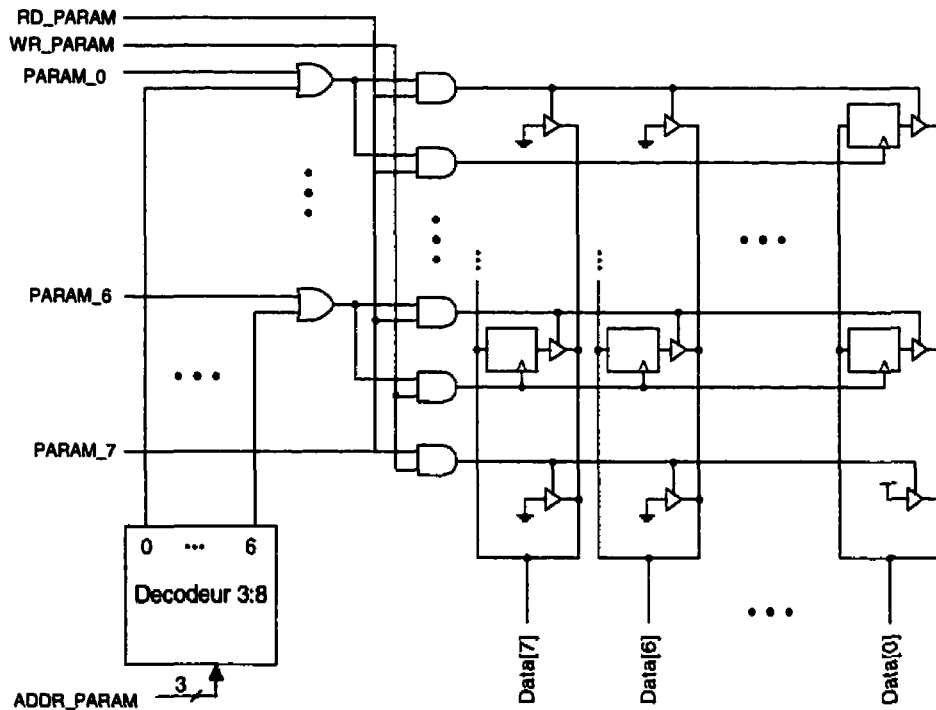 RD_PARAM
WR_PARAM
PARAM_0
PARAM_6
PARAM_7
0 ... 6
Decodeur 3:8
3
ADDR_PARAM
Data[7]
Data[6]
Data[0]